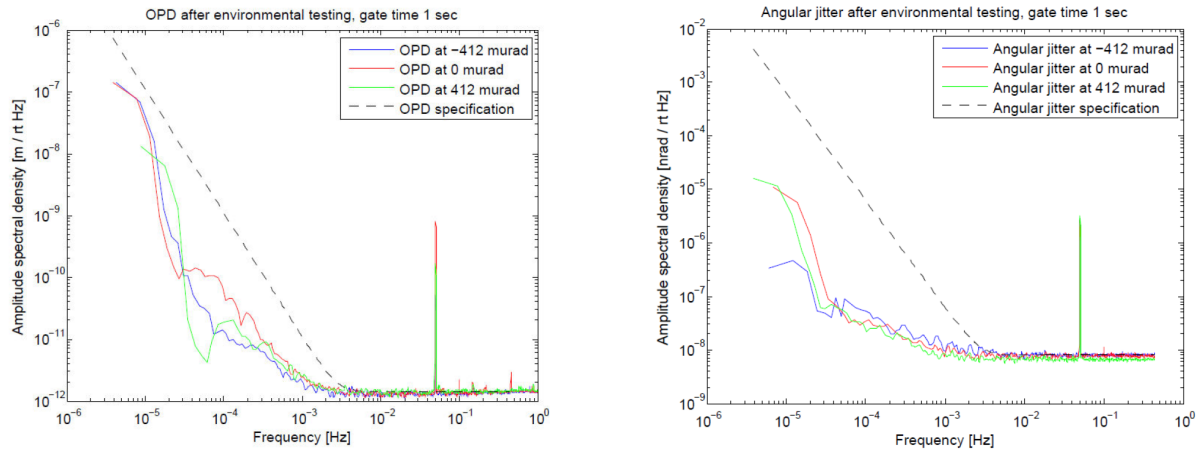 OPD after environmental testing, gate time 1 sec
10⁻⁶
10⁻⁷
10⁻⁸
10⁻⁹
10⁻¹⁰
10⁻¹¹
10⁻¹²
Amplitude spectral density [m / rt Hz]
OPD at −412 murad
OPD at 0 murad
OPD at 412 murad
OPD specification
10⁻⁶ 10⁻⁵ 10⁻⁴ 10⁻³ 10⁻² 10⁻¹ 10⁰
Frequency [Hz]
Angular jitter after environmental testing, gate time 1 sec
10⁻²
10⁻³
10⁻⁴
10⁻⁵
10⁻⁶
10⁻⁷
10⁻⁸
10⁻⁹
Amplitude spectral density [nrad / rt Hz]
Angular jitter at −412 murad
Angular jitter at 0 murad
Angular jitter at 412 murad
Angular jitter specification
10⁻⁶ 10⁻⁵ 10⁻⁴ 10⁻³ 10⁻² 10⁻¹ 10⁰
Frequency [Hz]